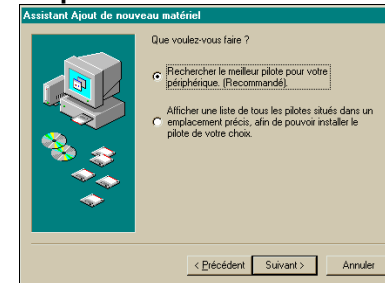 Assistant Ajout de nouveau matériel
Que voulez-vous faire ?
Rechercher le meilleur pilote pour votre
périphérique. (Recommandé).
Afficher une liste de tous les pilotes situés dans un
emplacement précis, afin de pouvoir installer le
pilote de votre choix.
< Précédent Suivant > Annuler